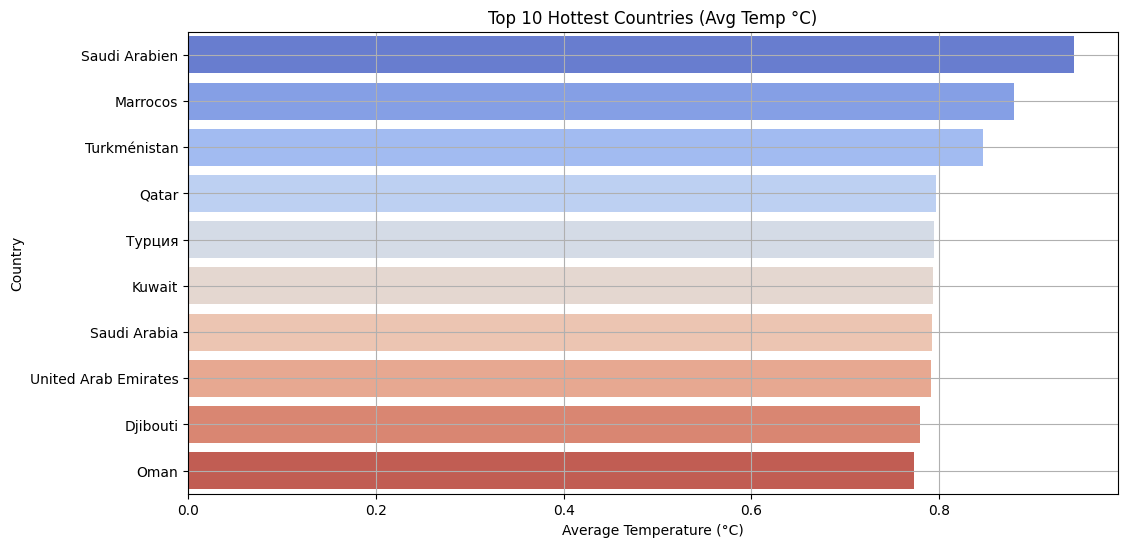 Top 10 Hottest Countries (Avg Temp °C)
Country
Saudi Arabien
Marrocos
Turkménistan
Qatar
Турция
Kuwait
Saudi Arabia
United Arab Emirates
Djibouti
Oman
0.0 0.2 0.4 0.6 0.8
Average Temperature (°C)